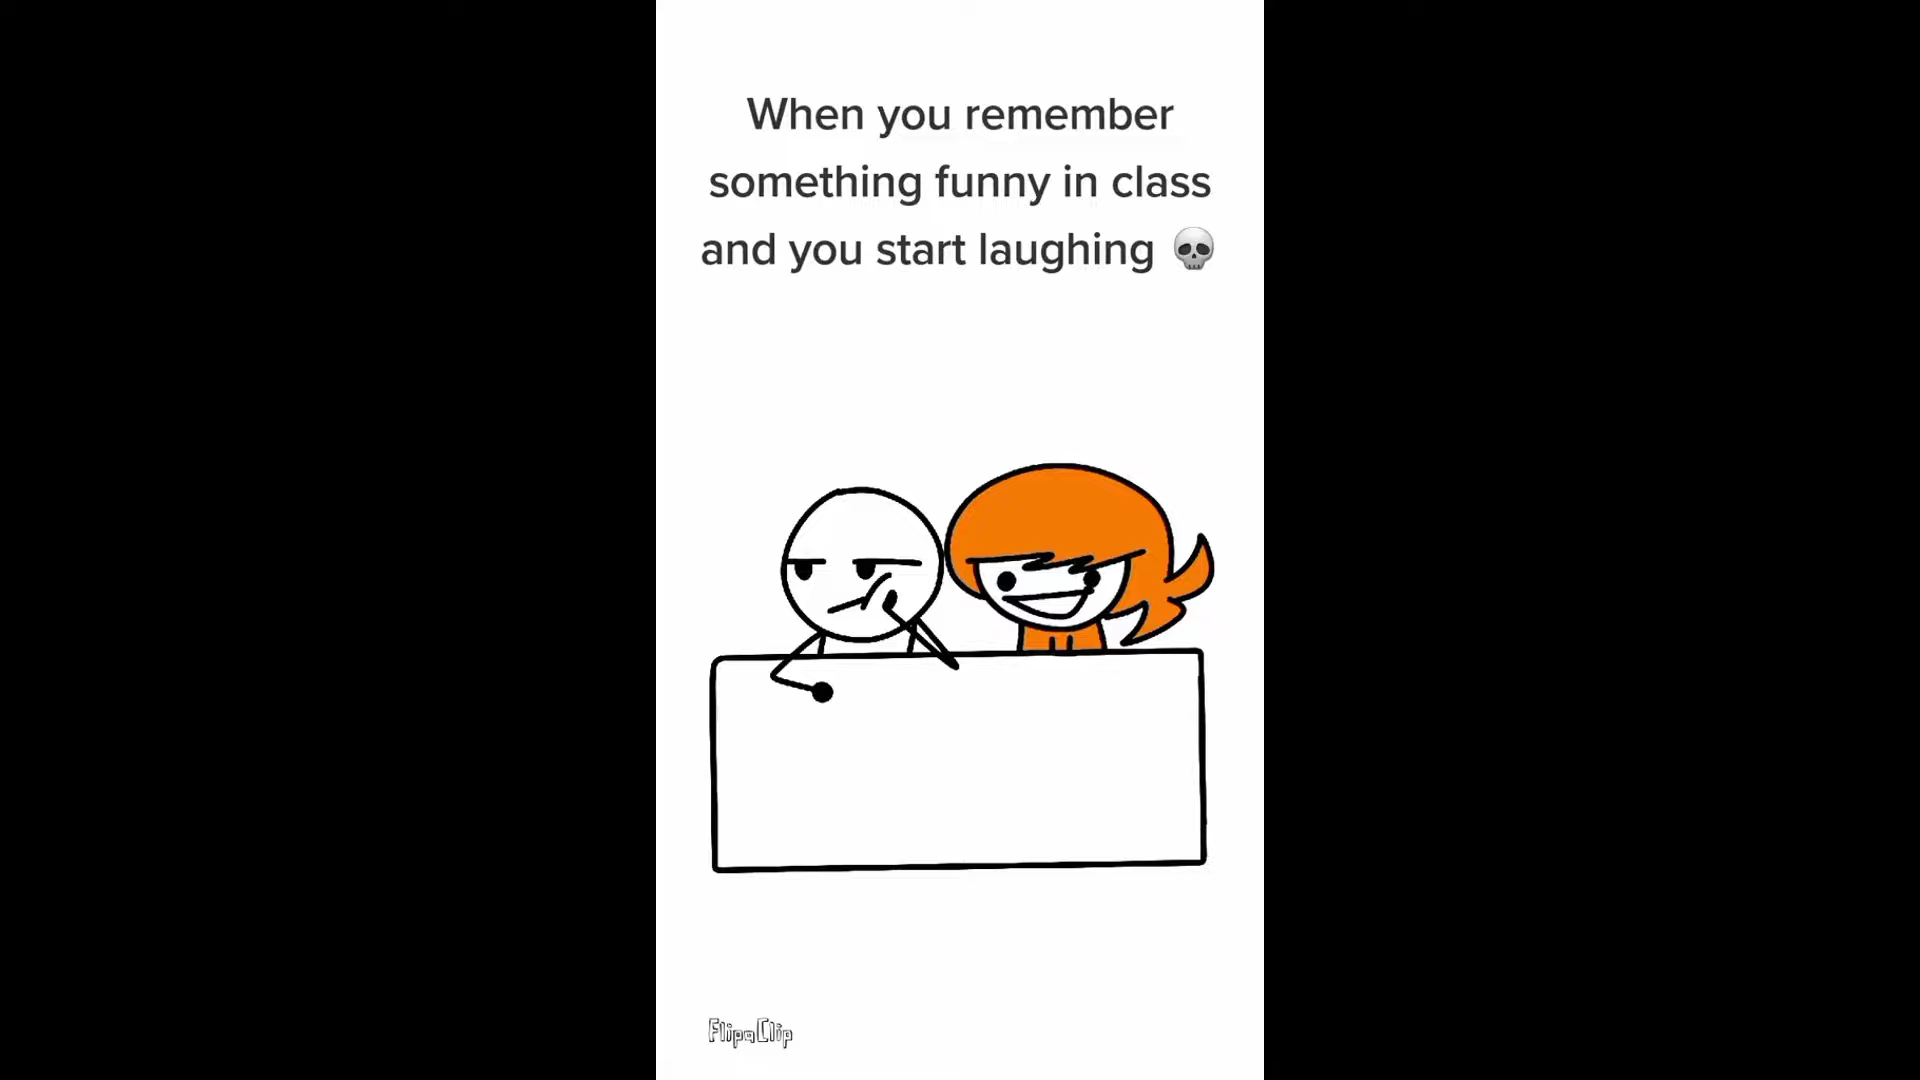 When you remember
something funny in class
and you start laughing 💀
FlipaClip